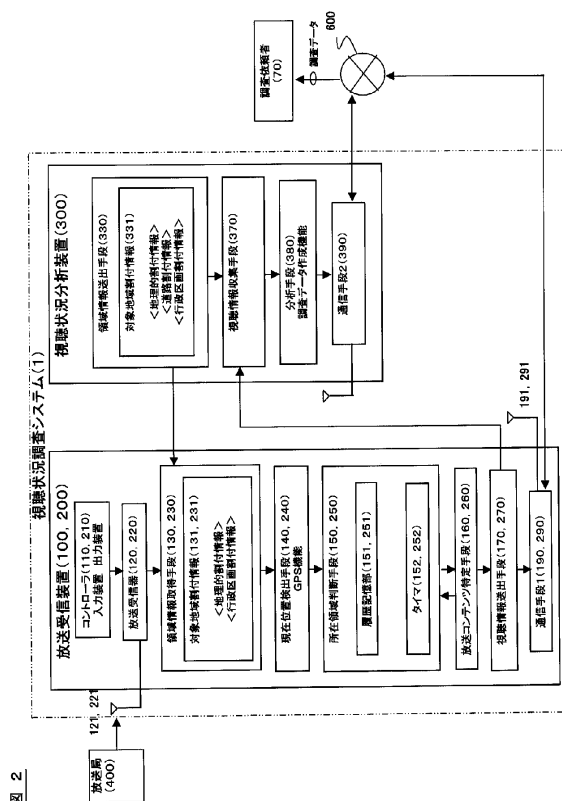 図 2
視聴状況調査システム(1)
放送局
(400)
121, 221
放送受信装置(100, 200)
コントローラ(110, 210)
入力装置 出力装置
放送受信器(120, 220)
領域情報取得手段(130, 230)
対象地域割付情報(131, 231)
<地理的割付情報>
<行政区画割付情報>
現在位置検出手段(140, 240)
GPS機能
所在領域判断手段(150, 250)
履歴記憶部(151, 251)
タイマ(152, 252)
放送コンテンツ特定手段(160, 260)
視聴情報送出手段(170, 270)
通信手段1(190, 290)
191, 291
視聴状況分析装置(300)
領域情報送出手段(330)
対象地域割付情報(331)
<地理的割付情報>
<道路割付情報>
<行政区画割付情報>
視聴情報収集手段(370)
分析手段(380)
調査データ作成機能
通信手段2(390)
調査依頼者
(70)
調査データ
600